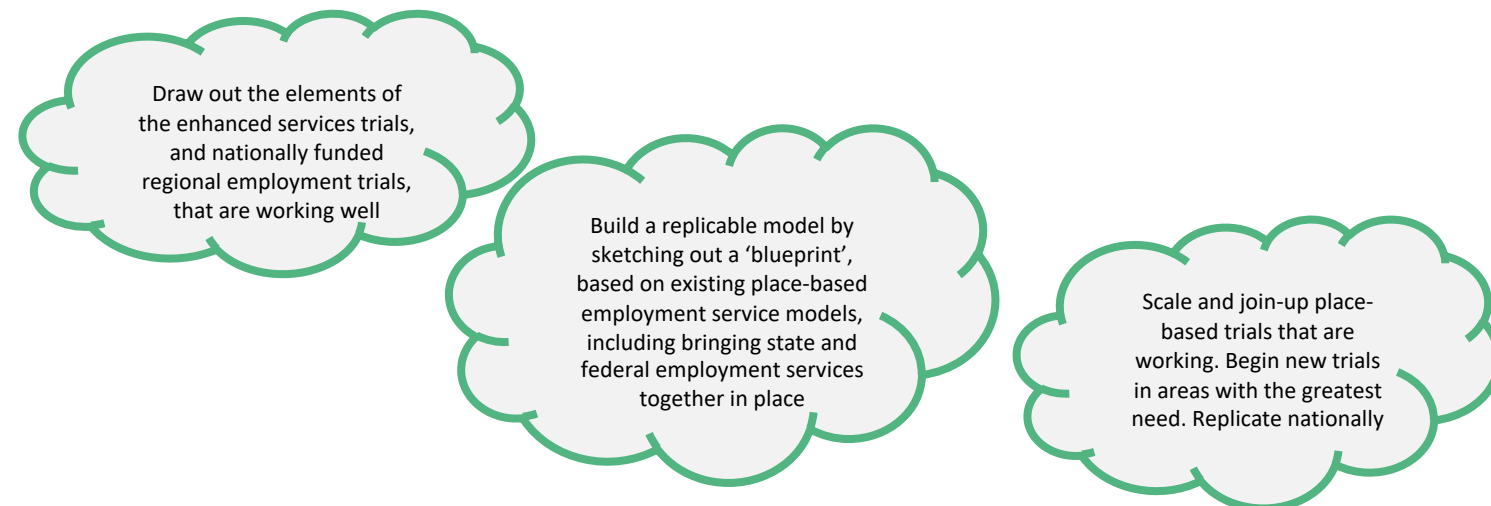 Draw out the elements of
the enhanced services trials,
and nationally funded
regional employment trials,
that are working well
Build a replicable model by
sketching out a ‘blueprint’,
based on existing place-based
employment service models,
including bringing state and
federal employment services
together in place
Scale and join-up place-
based trials that are
working. Begin new trials
in areas with the greatest
need. Replicate nationally